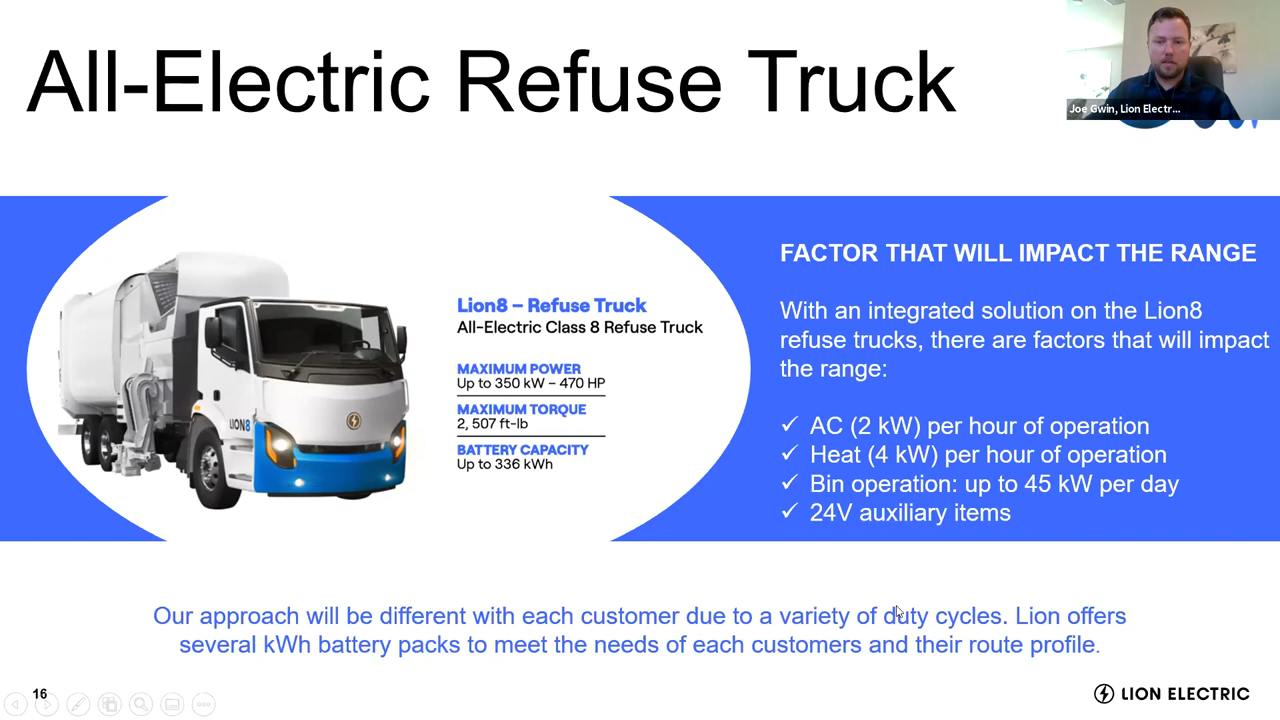 All-Electric Refuse Truck
Joe Gwin, Lion Electr...
FACTOR THAT WILL IMPACT THE RANGE
With an integrated solution on the Lion8
refuse trucks, there are factors that will impact
the range:
✓ AC (2 kW) per hour of operation
✓ Heat (4 kW) per hour of operation
✓ Bin operation: up to 45 kW per day
✓ 24V auxiliary items
Lion8 – Refuse Truck
All-Electric Class 8 Refuse Truck
MAXIMUM POWER
Up to 350 kW – 470 HP
MAXIMUM TORQUE
2, 507 ft-lb
BATTERY CAPACITY
Up to 336 kWh
LION8
Our approach will be different with each customer due to a variety of duty cycles. Lion offers
several kWh battery packs to meet the needs of each customers and their route profile.
16
LION ELECTRIC